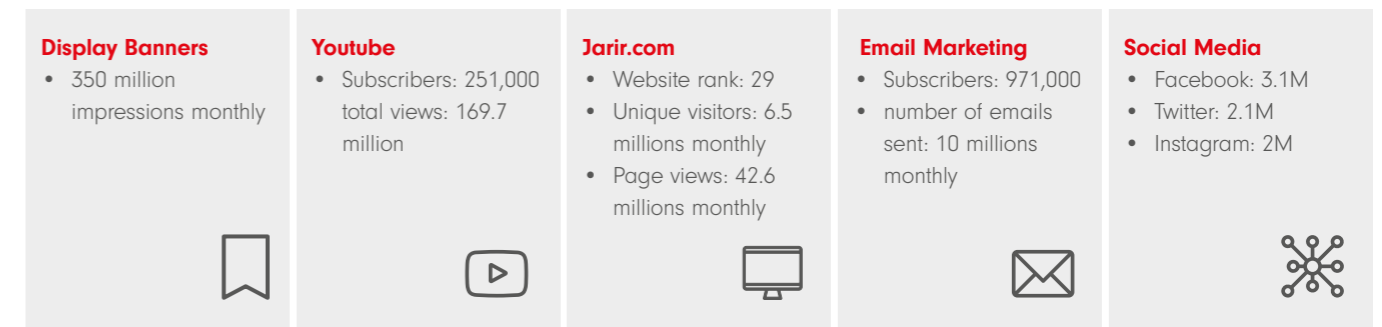 Display Banners
• 350 million
impressions monthly
Youtube
• Subscribers: 251,000
total views: 169.7
million
Jarir.com
• Website rank: 29
• Unique visitors: 6.5
millions monthly
• Page views: 42.6
millions monthly
Email Marketing
• Subscribers: 971,000
• number of emails
sent: 10 millions
monthly
Social Media
• Facebook: 3.1M
• Twitter: 2.1M
• Instagram: 2M